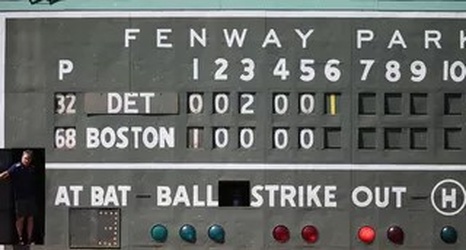 FENWAY PARK
P 1 2 3 4 5 6 7 8 9 10
32 DET 0 0 2 0 0 1
68 BOSTON 1 0 0 0 0
AT BAT BALL STRIKE OUT H